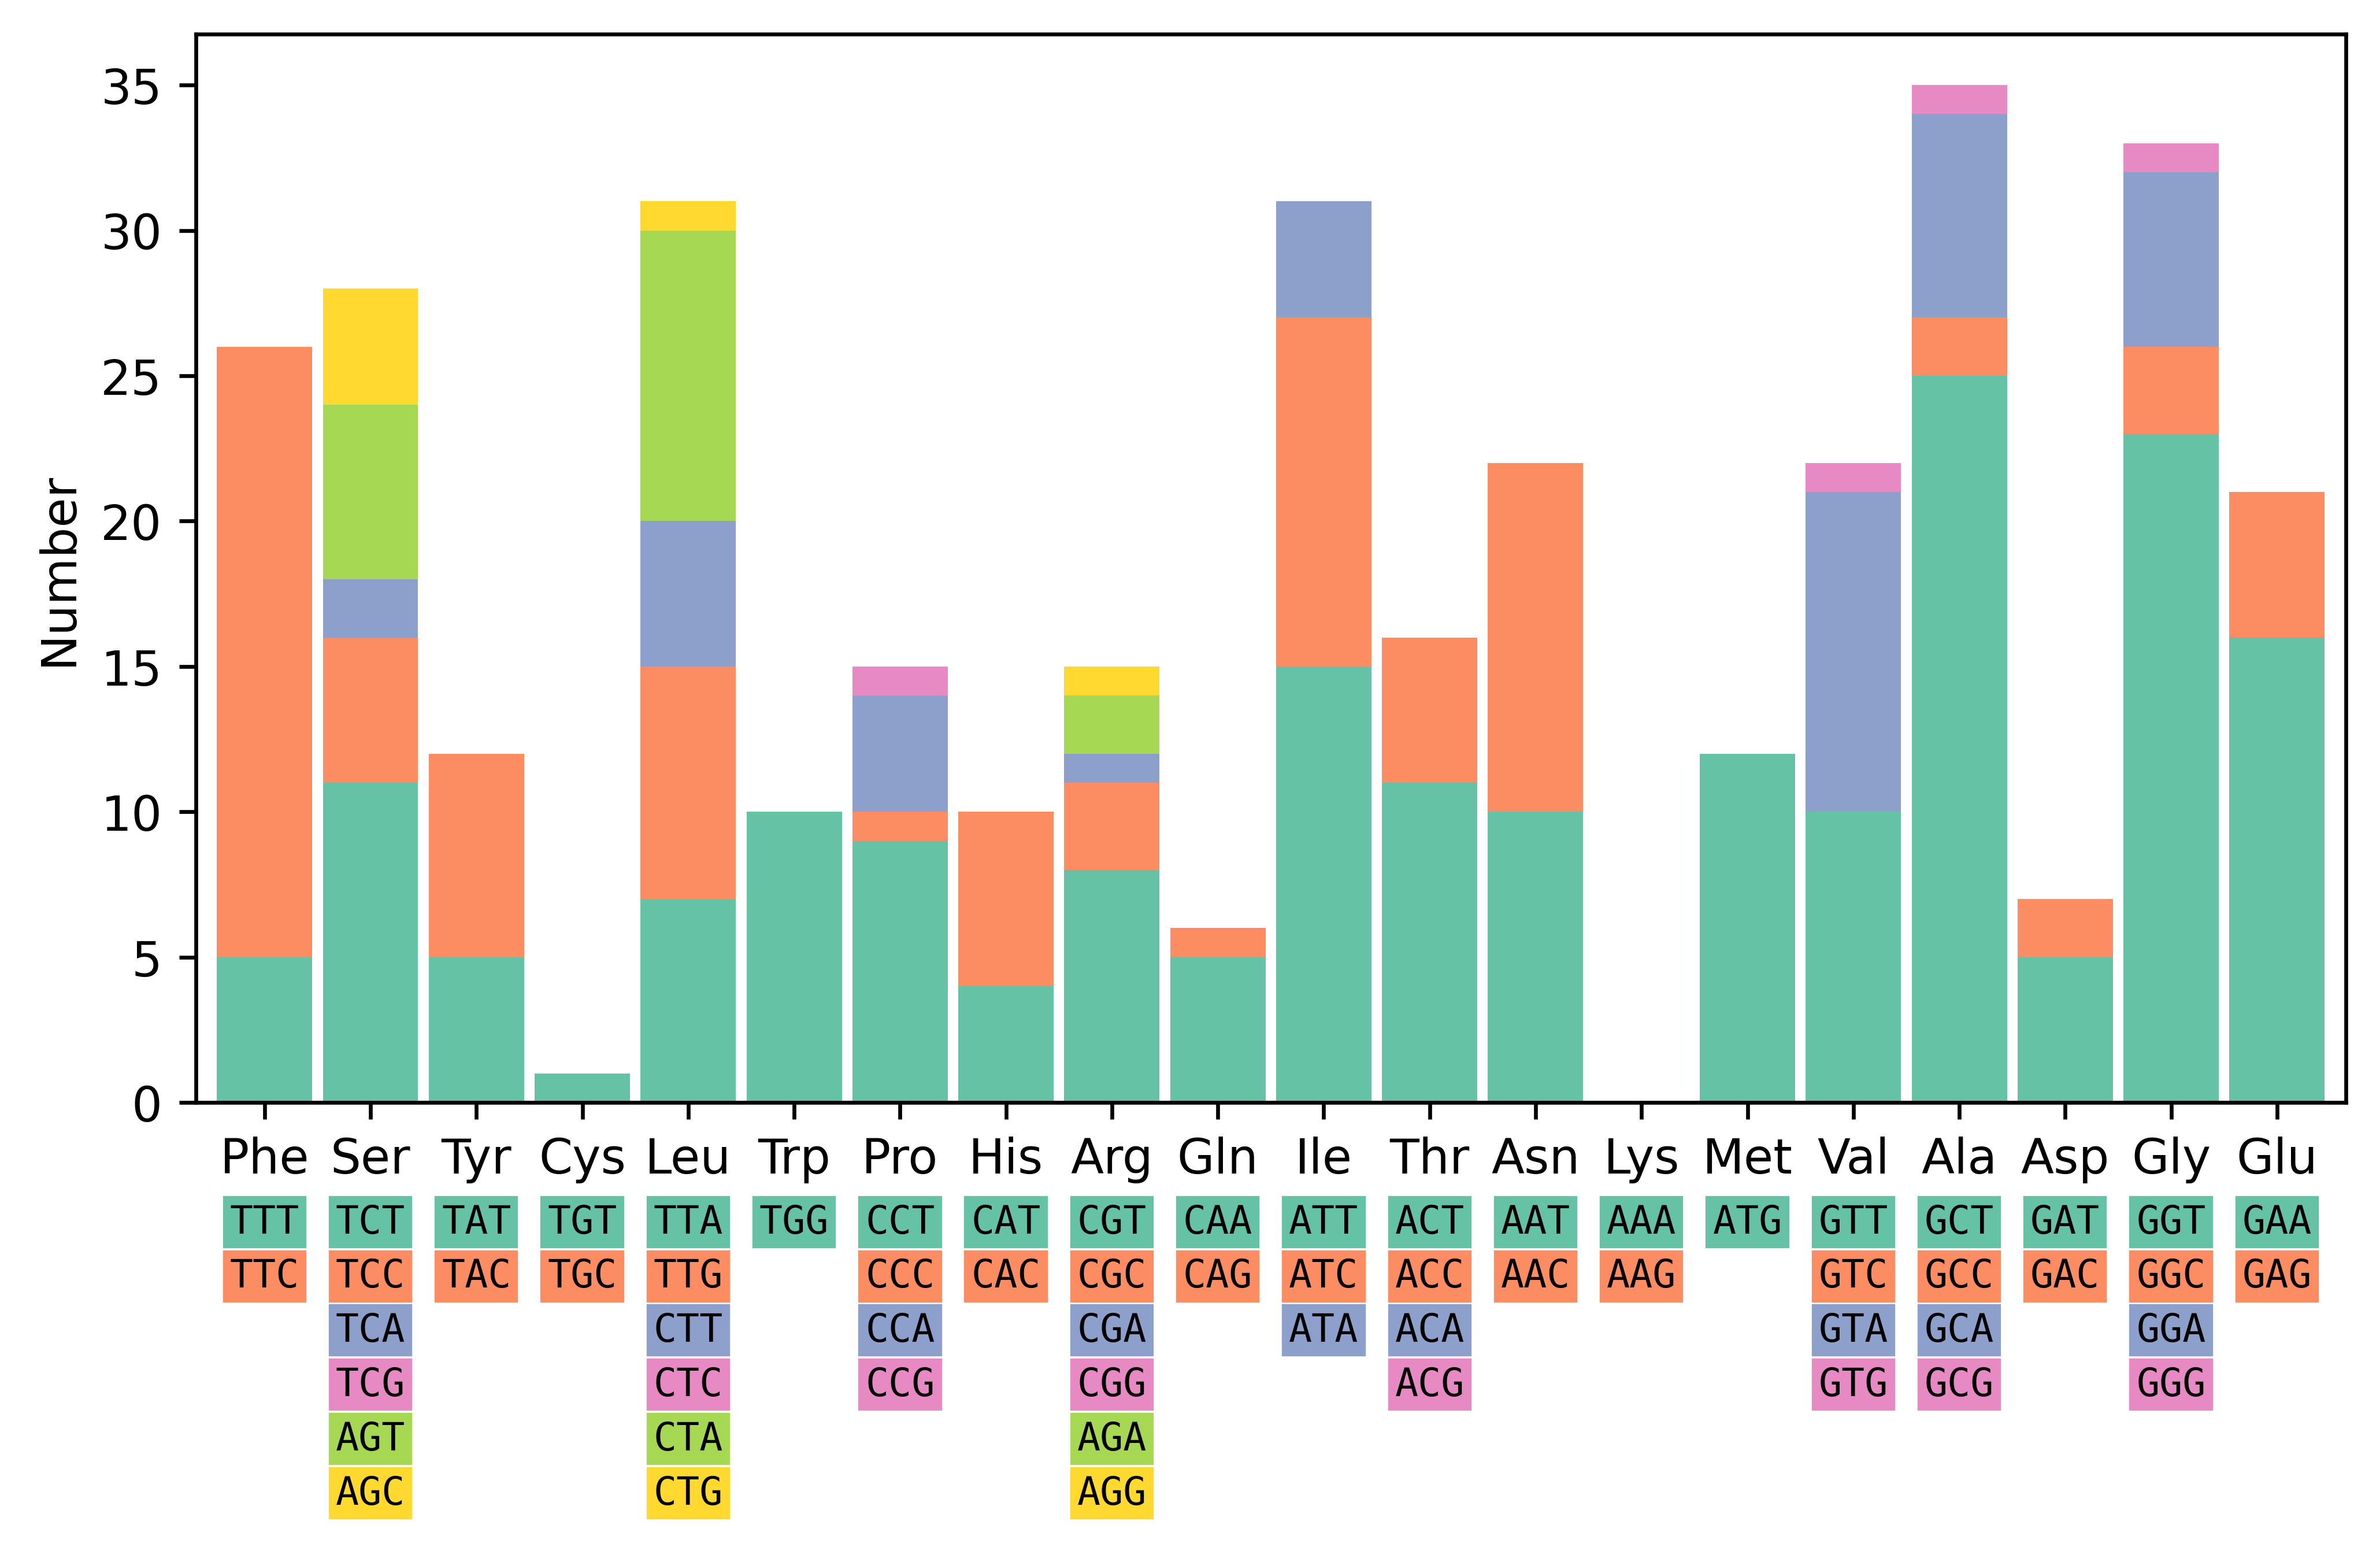 35
30
25
20
15
10
5
0
Number
Phe Ser Tyr Cys Leu Trp Pro His Arg Gln Ile Thr Asn Lys Met Val Ala Asp Gly Glu
TTT TCT TAT TGT TTA TGG CCT CAT CGT CAA ATT ACT AAT AAA ATG GTT GCT GAT GGT GAA
TTC TCC TAC TGC TTG CCC CAC CGC CAG ATC ACC AAC AAG GTC GCC GAC GGC GAG
TCA CTT CCA CGA ATA ACA GTA GCA GGA
TCG CTC CCG CGG ACG GTG GCG GGG
AGT CTA AGA
AGC CTG AGG